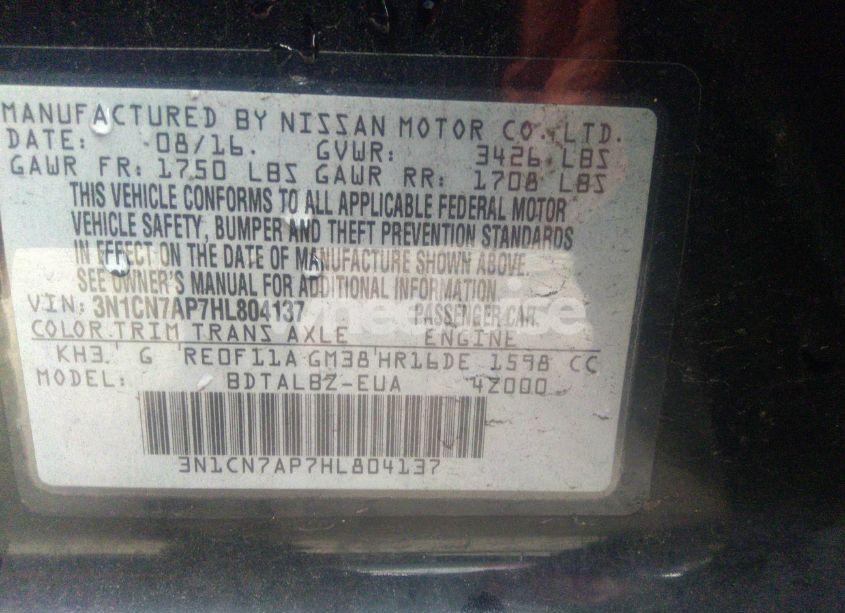 MANUFACTURED BY NISSAN MOTOR CO., LTD.
DATE: 08/16. GVWR: 3426 LBS
GAWR FR: 1750 LBS GAWR RR: 1708 LBS
THIS VEHICLE CONFORMS TO ALL APPLICABLE FEDERAL MOTOR
VEHICLE SAFETY, BUMPER AND THEFT PREVENTION STANDARDS
IN EFFECT ON THE DATE OF MANUFACTURE SHOWN ABOVE.
SEE OWNER'S MANUAL FOR ADDITIONAL INFORMATION.
VIN: 3N1CN7AP7HL804137 PASSENGER CAR
COLOR TRIM TRANS AXLE ENGINE
KH3 G RE0F11A GM38 HR16DE 1598 CC
MODEL: BDTALBZ-EUA 4Z000
3N1CN7AP7HL804137